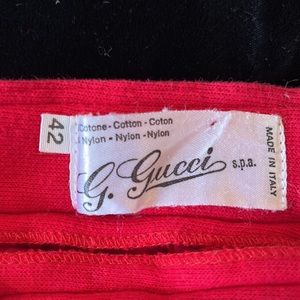 Cotone - Cotton - Coton
Nylon - Nylon - Nylon
42
G. Gucci s.p.a.
MADE IN ITALY